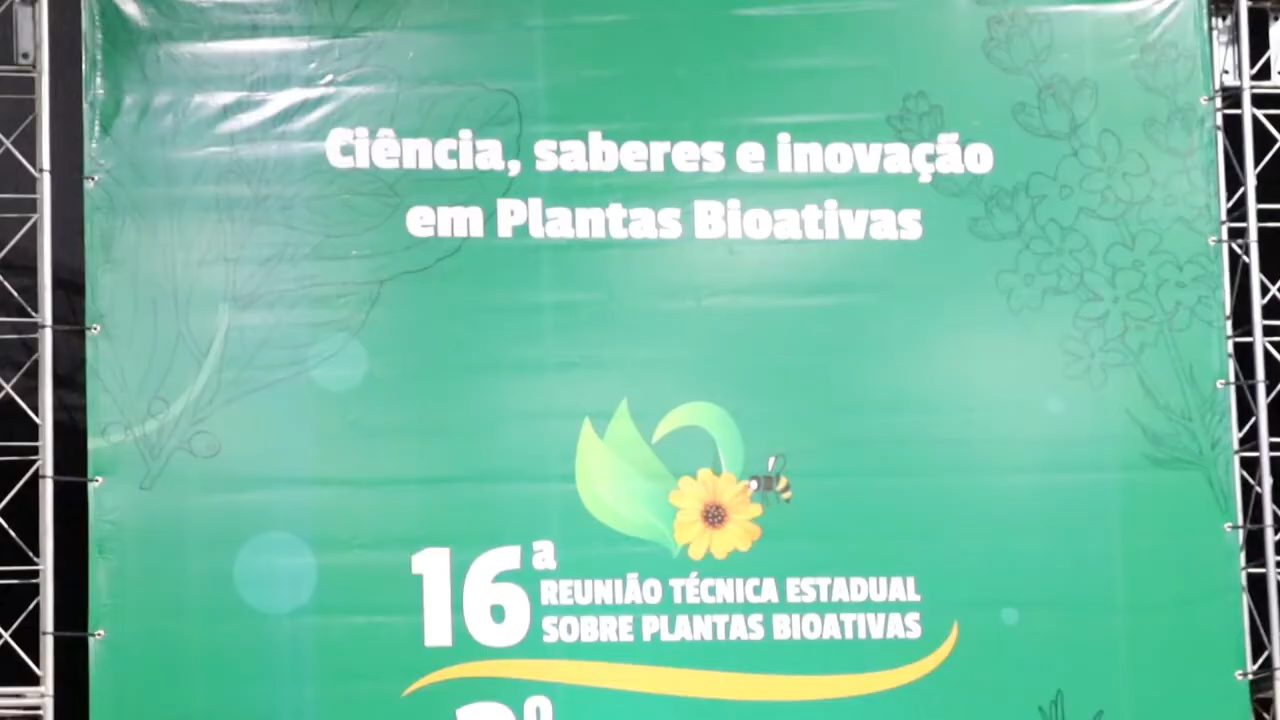 Ciência, saberes e inovação
em Plantas Bioativas
16ª
REUNIÃO TÉCNICA ESTADUAL
SOBRE PLANTAS BIOATIVAS